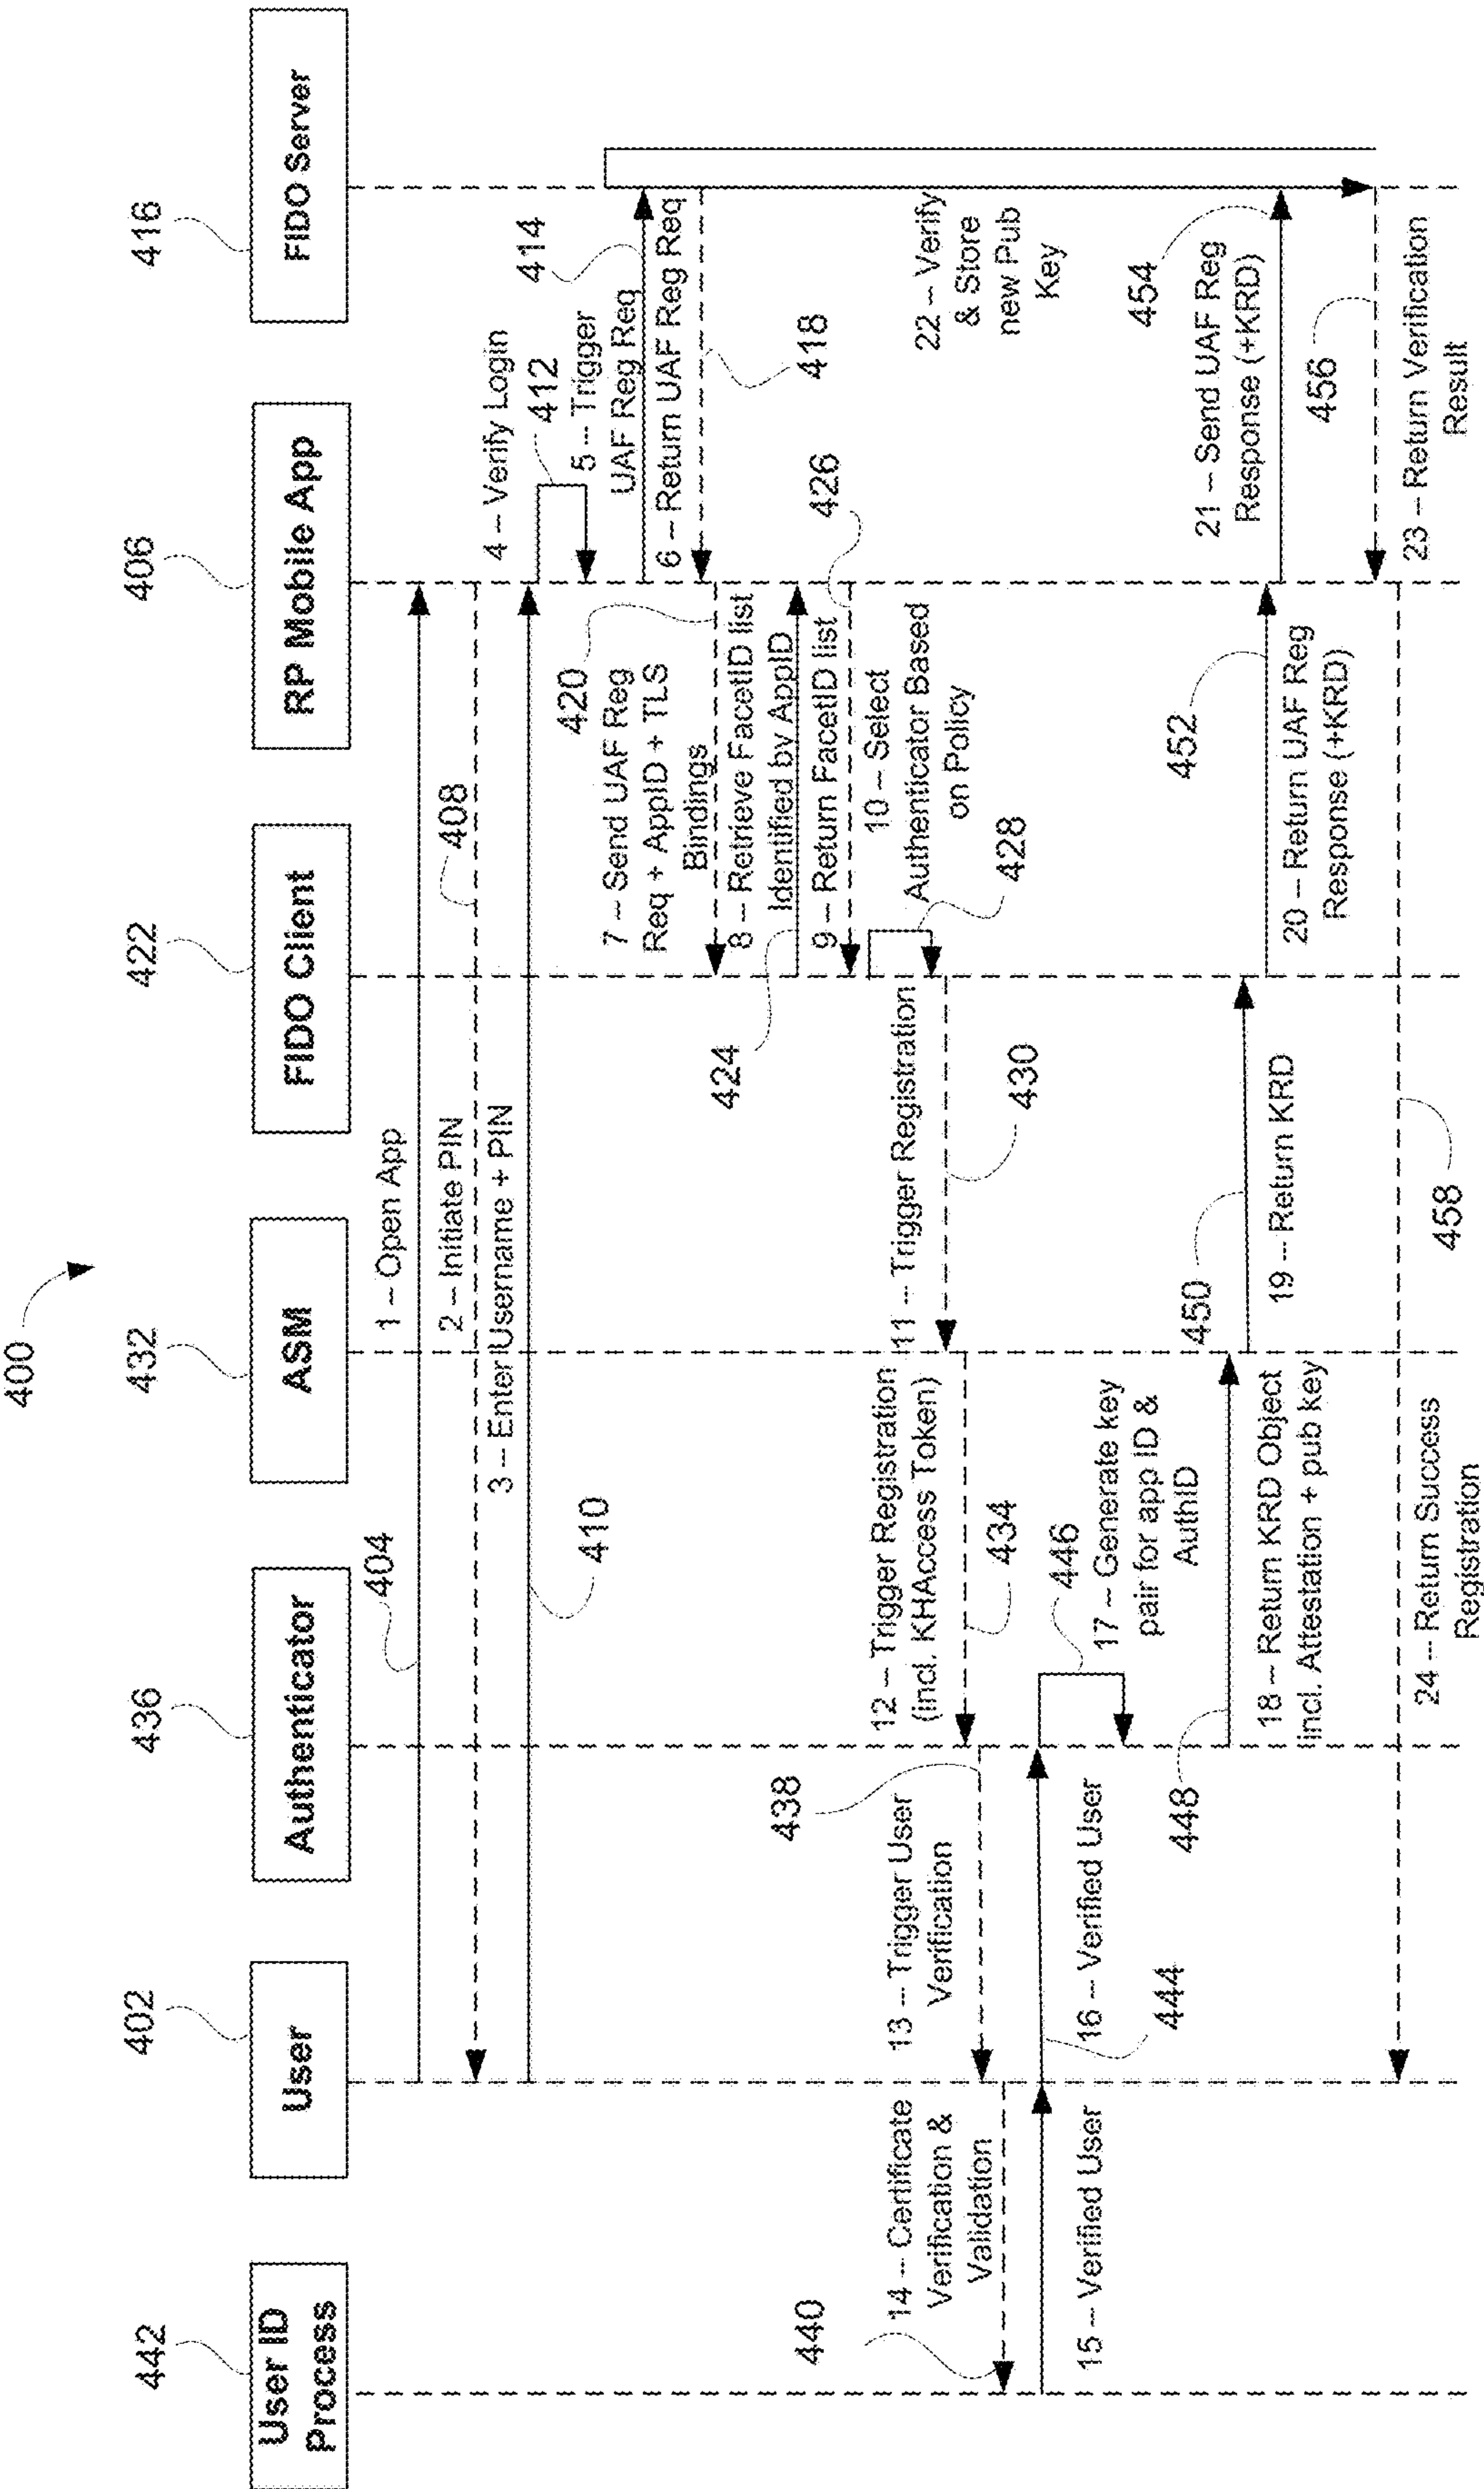 400
442
402
436
432
422
406
416
User ID
Process
User
Authenticator
ASM
FIDO Client
RP Mobile App
FIDO Server
404
1 -- Open App
2 -- Initiate PIN
408
3 -- Enter Username + PIN
410
4 -- Verify Login
412
5 -- Trigger
UAF Reg Req
414
6 -- Return UAF Reg Req
418
420
7 -- Send UAF Reg
Req + AppID + TLS
Bindings
8 -- Retrieve FacetID list
Identified by AppID
424
9 -- Return FacetID list
426
10 -- Select
Authenticator Based
on Policy
428
11 -- Trigger Registration
430
12 -- Trigger Registration
(incl. KHAccess Token)
434
438
13 -- Trigger User
Verification
14 -- Certificate
Verification &
Validation
440
15 -- Verified User
16 -- Verified User
444
446
17 -- Generate key
pair for app ID &
AuthID
448
18 -- Return KRD Object
incl. Attestation + pub key
450
19 -- Return KRD
452
20 -- Return UAF Reg
Response (+KRD)
21 -- Send UAF Reg
Response (+KRD)
454
22 -- Verify
& Store
new Pub
Key
456
23 -- Return Verification
Result
458
24 -- Return Success
Registration